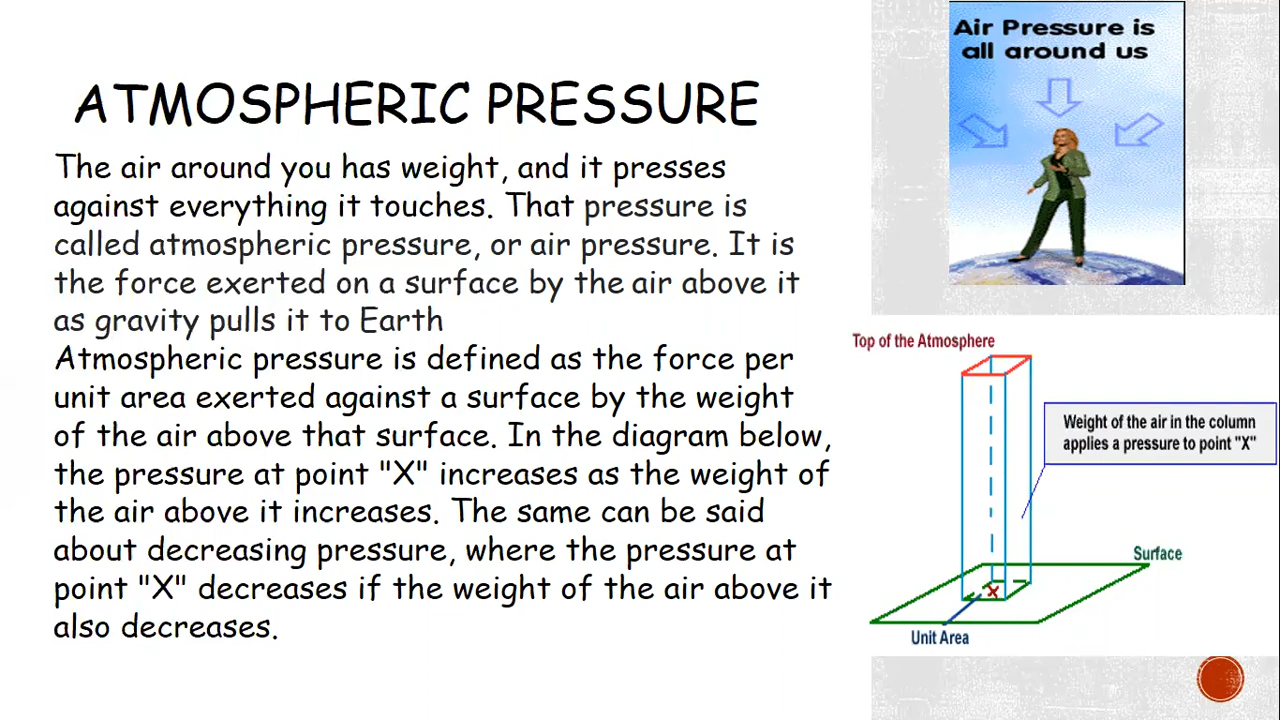 ATMOSPHERIC PRESSURE
The air around you has weight, and it presses
against everything it touches. That pressure is
called atmospheric pressure, or air pressure. It is
the force exerted on a surface by the air above it
as gravity pulls it to Earth
Atmospheric pressure is defined as the force per
unit area exerted against a surface by the weight
of the air above that surface. In the diagram below,
the pressure at point "X" increases as the weight of
the air above it increases. The same can be said
about decreasing pressure, where the pressure at
point "X" decreases if the weight of the air above it
also decreases.
Air Pressure is
all around us
Top of the Atmosphere
Weight of the air in the column
applies a pressure to point "X"
Surface
X
Unit Area